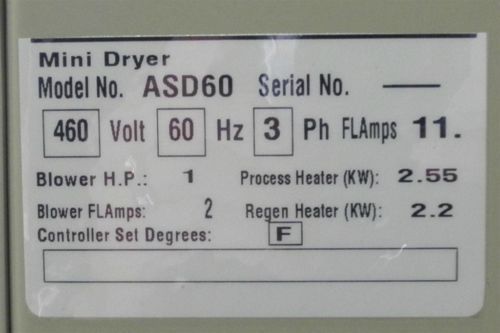 Mini Dryer
Model No. ASD60 Serial No. ——
460 Volt 60 Hz 3 Ph FLAmps 11.
Blower H.P.: 1 Process Heater (KW): 2.55
Blower FLAmps: 2 Regen Heater (KW): 2.2
Controller Set Degrees: F